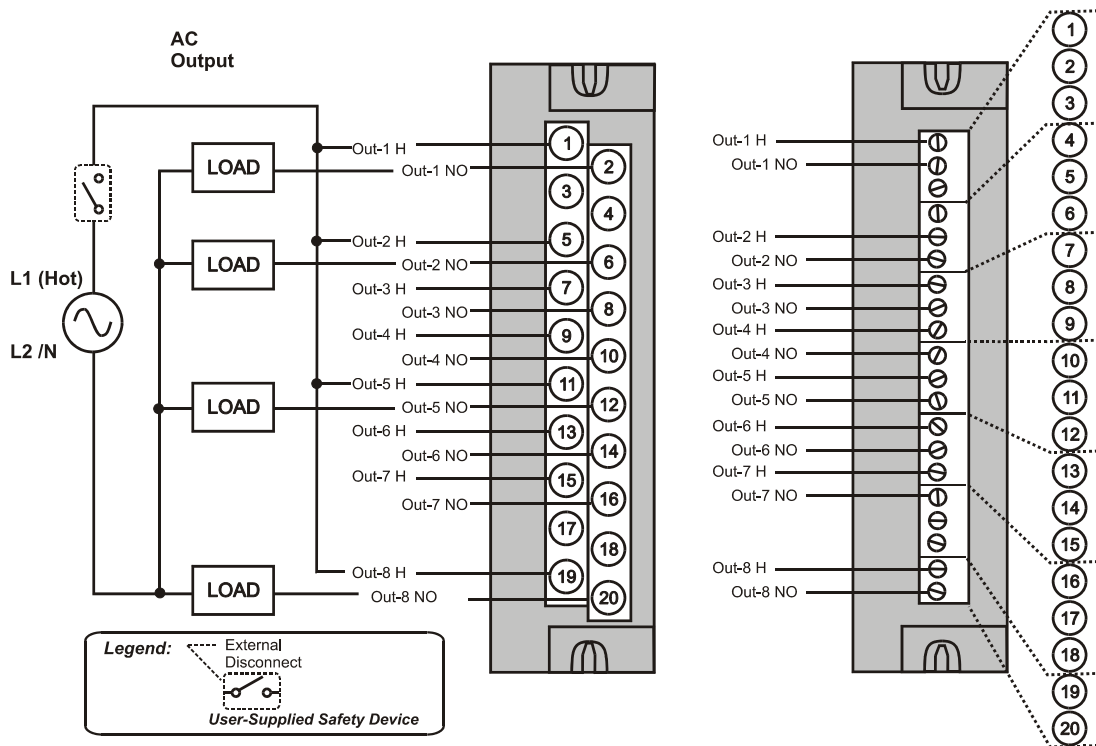 AC
Output
LOAD
LOAD
LOAD
LOAD
L1 (Hot)
L2 /N
Out-1 H
Out-1 NO
Out-2 H
Out-2 NO
Out-3 H
Out-3 NO
Out-4 H
Out-4 NO
Out-5 H
Out-5 NO
Out-6 H
Out-6 NO
Out-7 H
Out-7 NO
Out-8 H
Out-8 NO
1
2
3
4
5
6
7
8
9
10
11
12
13
14
15
16
17
18
19
20
Out-1 H
Out-1 NO
Out-2 H
Out-2 NO
Out-3 H
Out-3 NO
Out-4 H
Out-4 NO
Out-5 H
Out-5 NO
Out-6 H
Out-6 NO
Out-7 H
Out-7 NO
Out-8 H
Out-8 NO
1
2
3
4
5
6
7
8
9
10
11
12
13
14
15
16
17
18
19
20
Legend:
External
Disconnect
User-Supplied Safety Device